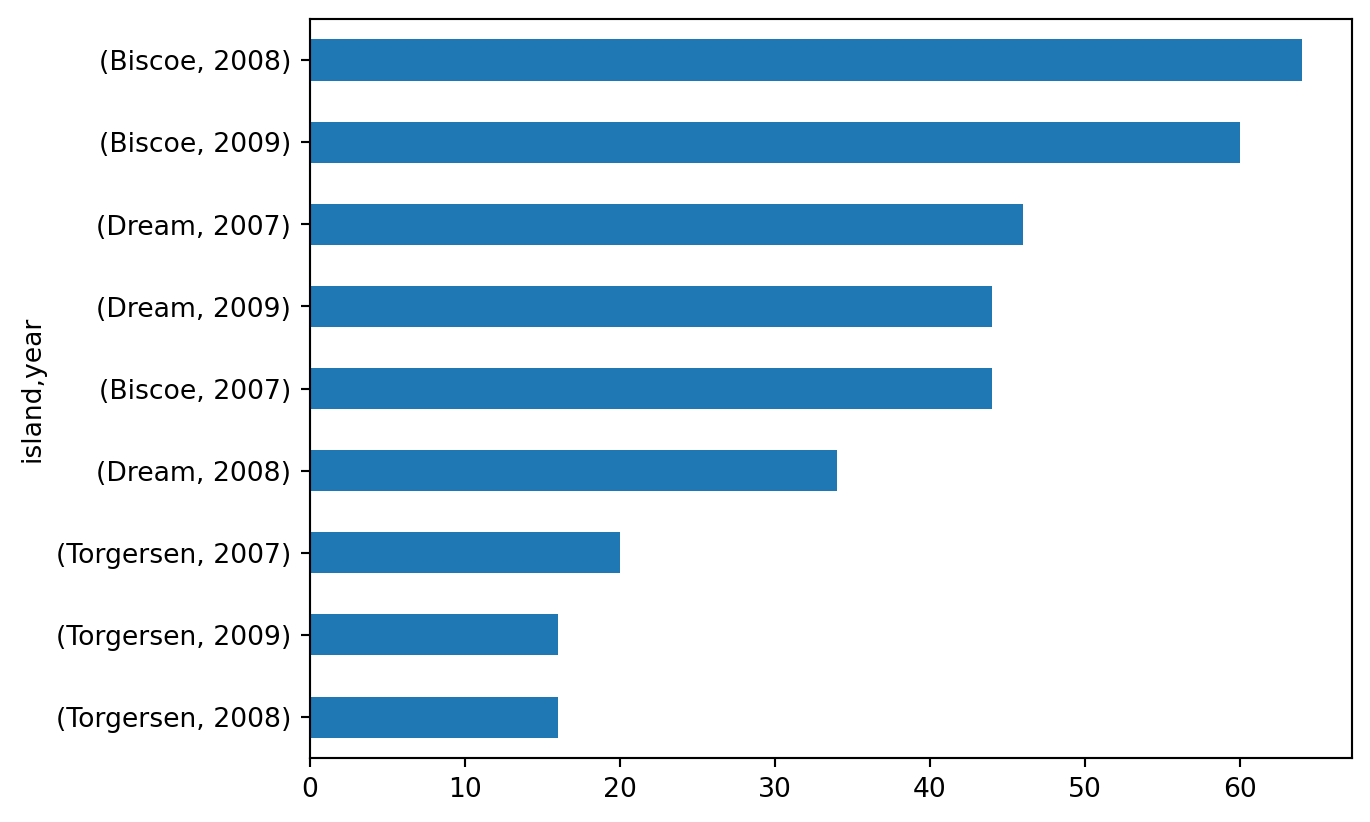 (Biscoe, 2008)
(Biscoe, 2009)
(Dream, 2007)
(Dream, 2009)
(Biscoe, 2007)
(Dream, 2008)
(Torgersen, 2007)
(Torgersen, 2009)
(Torgersen, 2008)
island,year
0 10 20 30 40 50 60